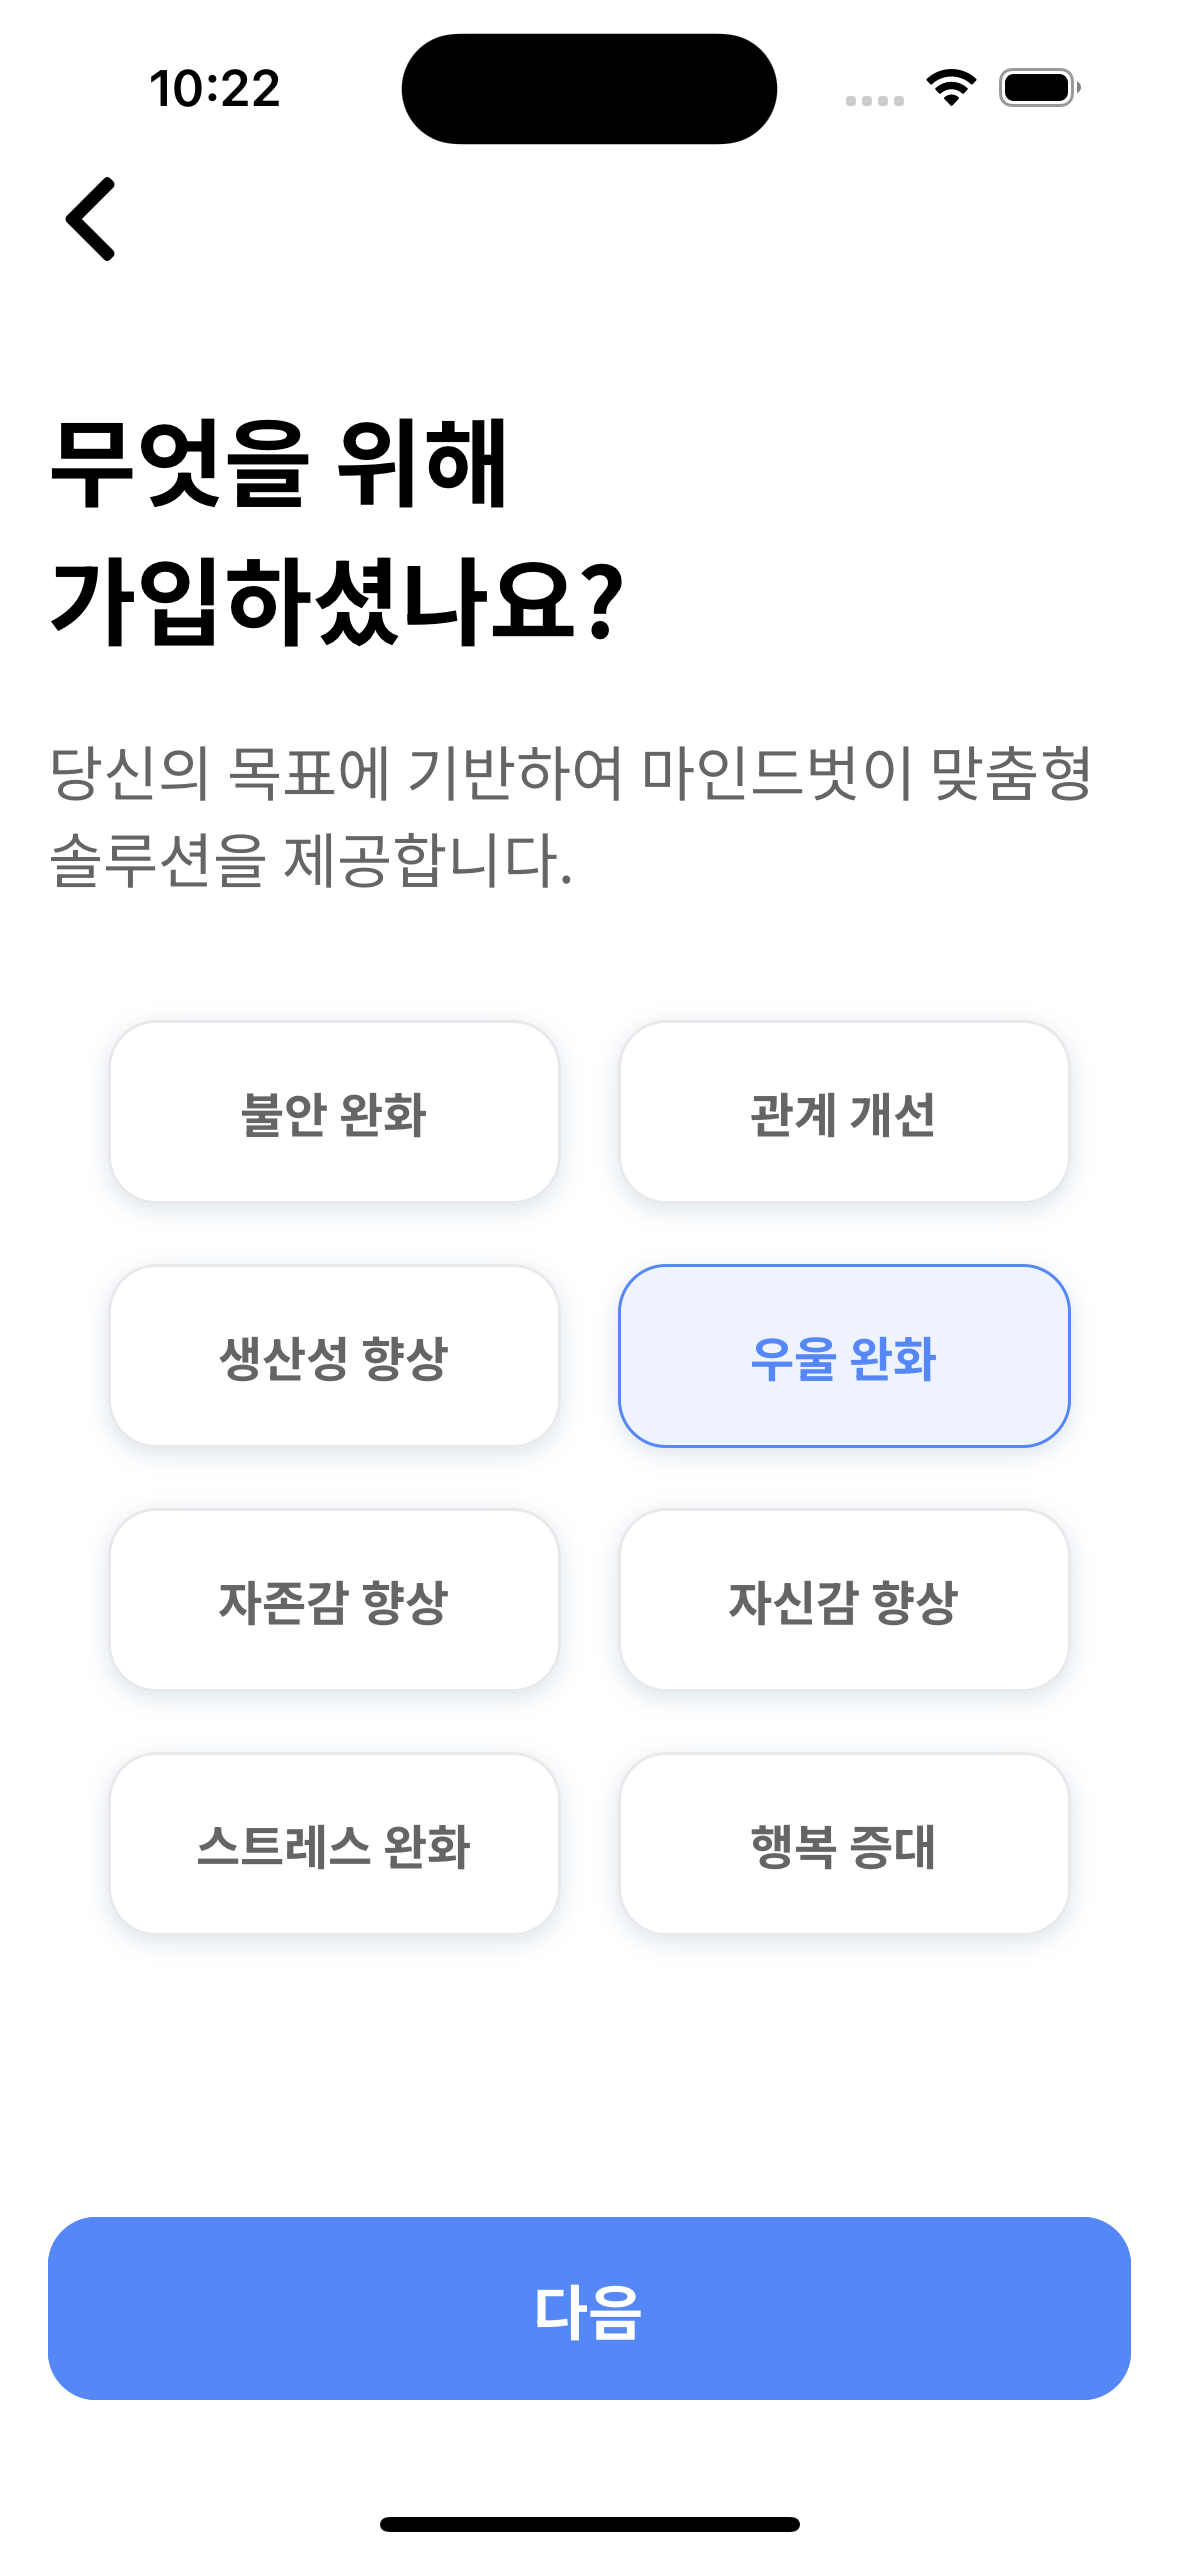 10:22
무엇을 위해
가입하셨나요?
당신의 목표에 기반하여 마인드벗이 맞춤형
솔루션을 제공합니다.
불안 완화
관계 개선
생산성 향상
우울 완화
자존감 향상
자신감 향상
스트레스 완화
행복 증대
다음